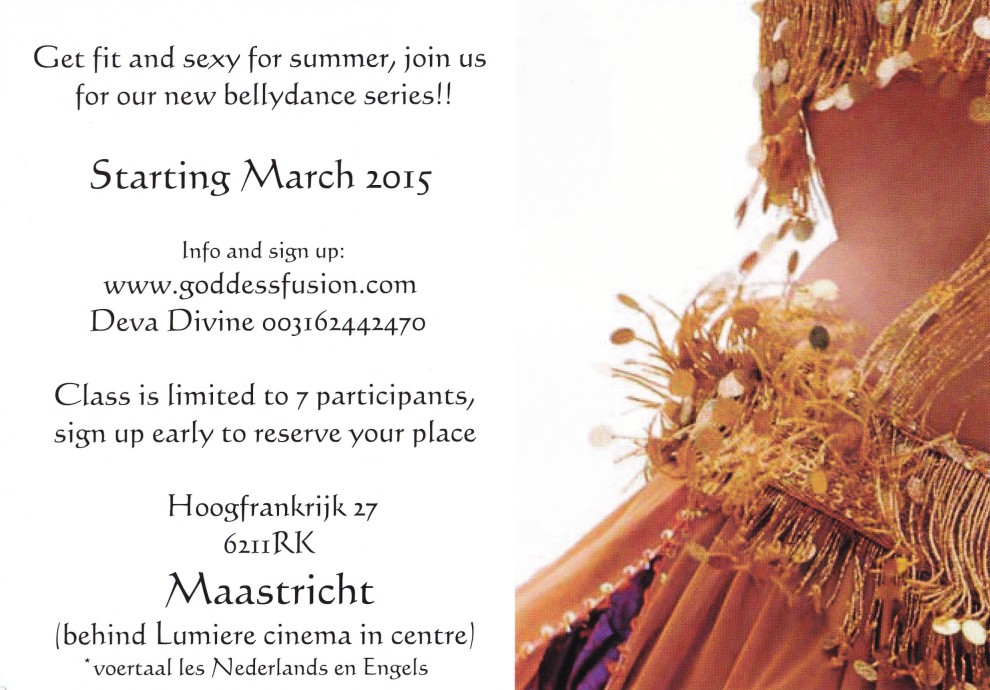 Get fit and sexy for summer, join us
for our new bellydance series!!
Starting March 2015
Info and sign up:
www.goddessfusion.com
Deva Divine 003162442470
Class is limited to 7 participants,
sign up early to reserve your place
Hoogfrankrijk 27
6211RK
Maastricht
(behind Lumiere cinema in centre)
*voertaal les Nederlands en Engels